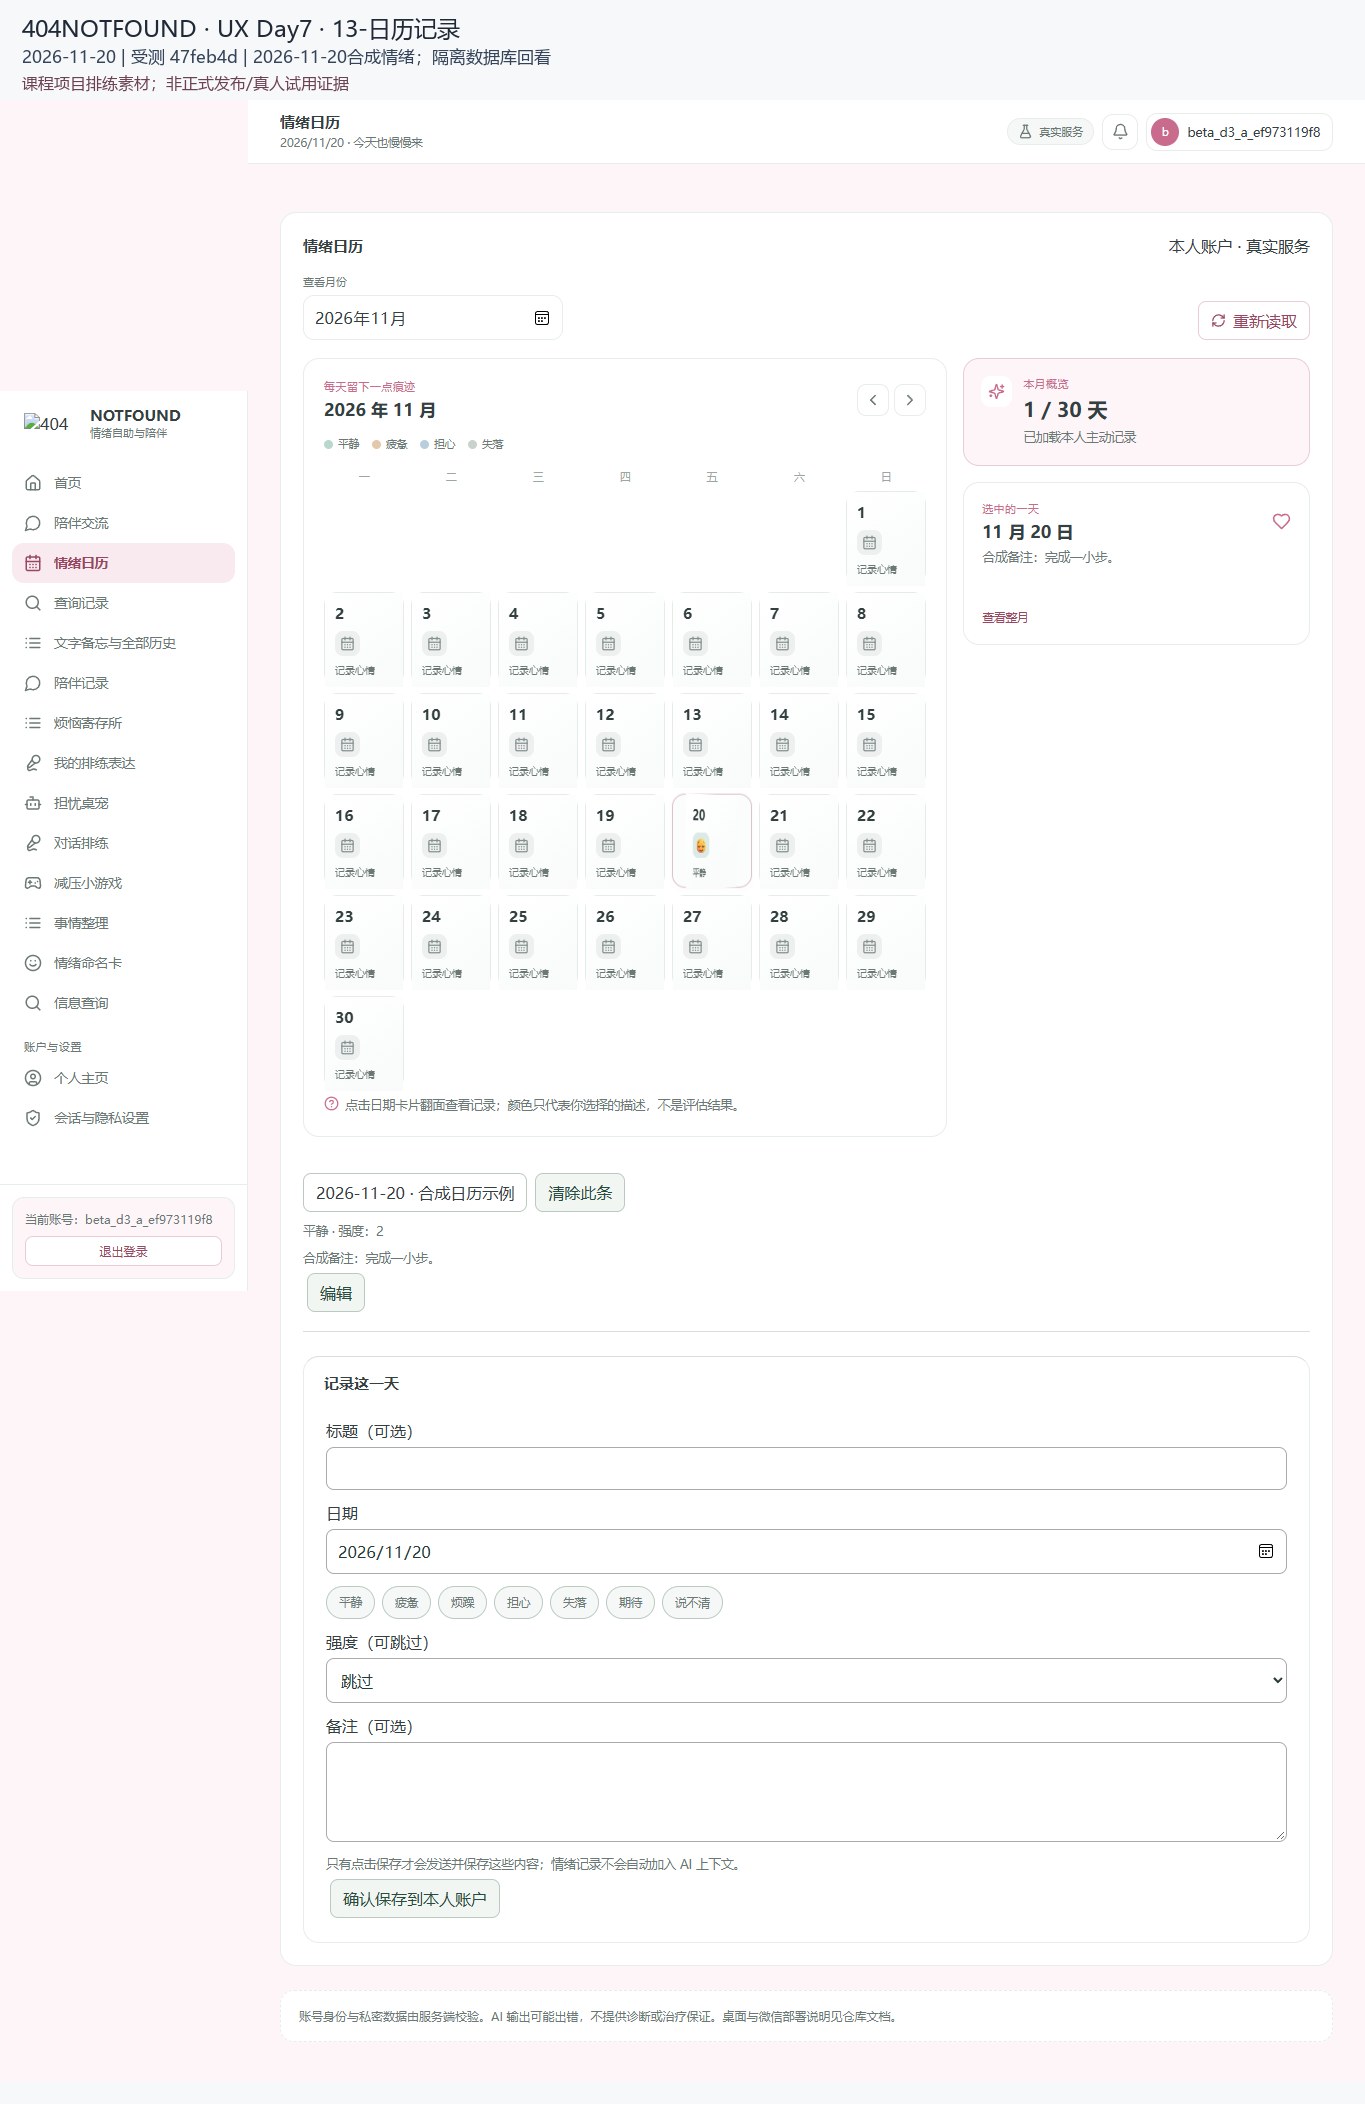 404NOTFOUND · UX Day7 · 13-日历记录
2026-11-20 | 受测 47feb4d | 2026-11-20合成情绪；隔离数据库回看
课程项目排练素材；非正式发布/真人试用证据
情绪日历
2026/11/20 · 今天也慢慢来
真实服务
b
beta_d3_a_ef973119f8
404
NOTFOUND
情绪自助与陪伴
首页
陪伴交流
情绪日历
查询记录
文字备忘与全部历史
陪伴记录
烦恼寄存所
我的排练表达
担忧桌宠
对话排练
减压小游戏
事情整理
情绪命名卡
信息查询
账户与设置
个人主页
会话与隐私设置
当前账号：beta_d3_a_ef973119f8
退出登录
情绪日历
本人账户 · 真实服务
查看月份
2026年11月
重新读取
每天留下一点痕迹
2026 年 11 月
平静 疲惫 担心 失落
一 二 三 四 五 六 日
1
记录心情
2 3 4 5 6 7 8
记录心情 记录心情 记录心情 记录心情 记录心情 记录心情 记录心情
9 10 11 12 13 14 15
记录心情 记录心情 记录心情 记录心情 记录心情 记录心情 记录心情
16 17 18 19 20 21 22
记录心情 记录心情 记录心情 记录心情 平静 记录心情 记录心情
23 24 25 26 27 28 29
记录心情 记录心情 记录心情 记录心情 记录心情 记录心情 记录心情
30
记录心情
点击日期卡片翻面查看记录；颜色只代表你选择的描述，不是评估结果。
本月概览
1 / 30 天
已加载本人主动记录
选中的一天
11 月 20 日
合成备注：完成一小步。
查看整月
2026-11-20 · 合成日历示例
清除此条
平静 · 强度：2
合成备注：完成一小步。
编辑
记录这一天
标题（可选）
日期
2026/11/20
平静 疲惫 烦躁 担心 失落 期待 说不清
强度（可跳过）
跳过
备注（可选）
只有点击保存才会发送并保存这些内容；情绪记录不会自动加入 AI 上下文。
确认保存到本人账户
账号身份与私密数据由服务端校验。AI 输出可能出错，不提供诊断或治疗保证。桌面与微信部署说明见仓库文档。